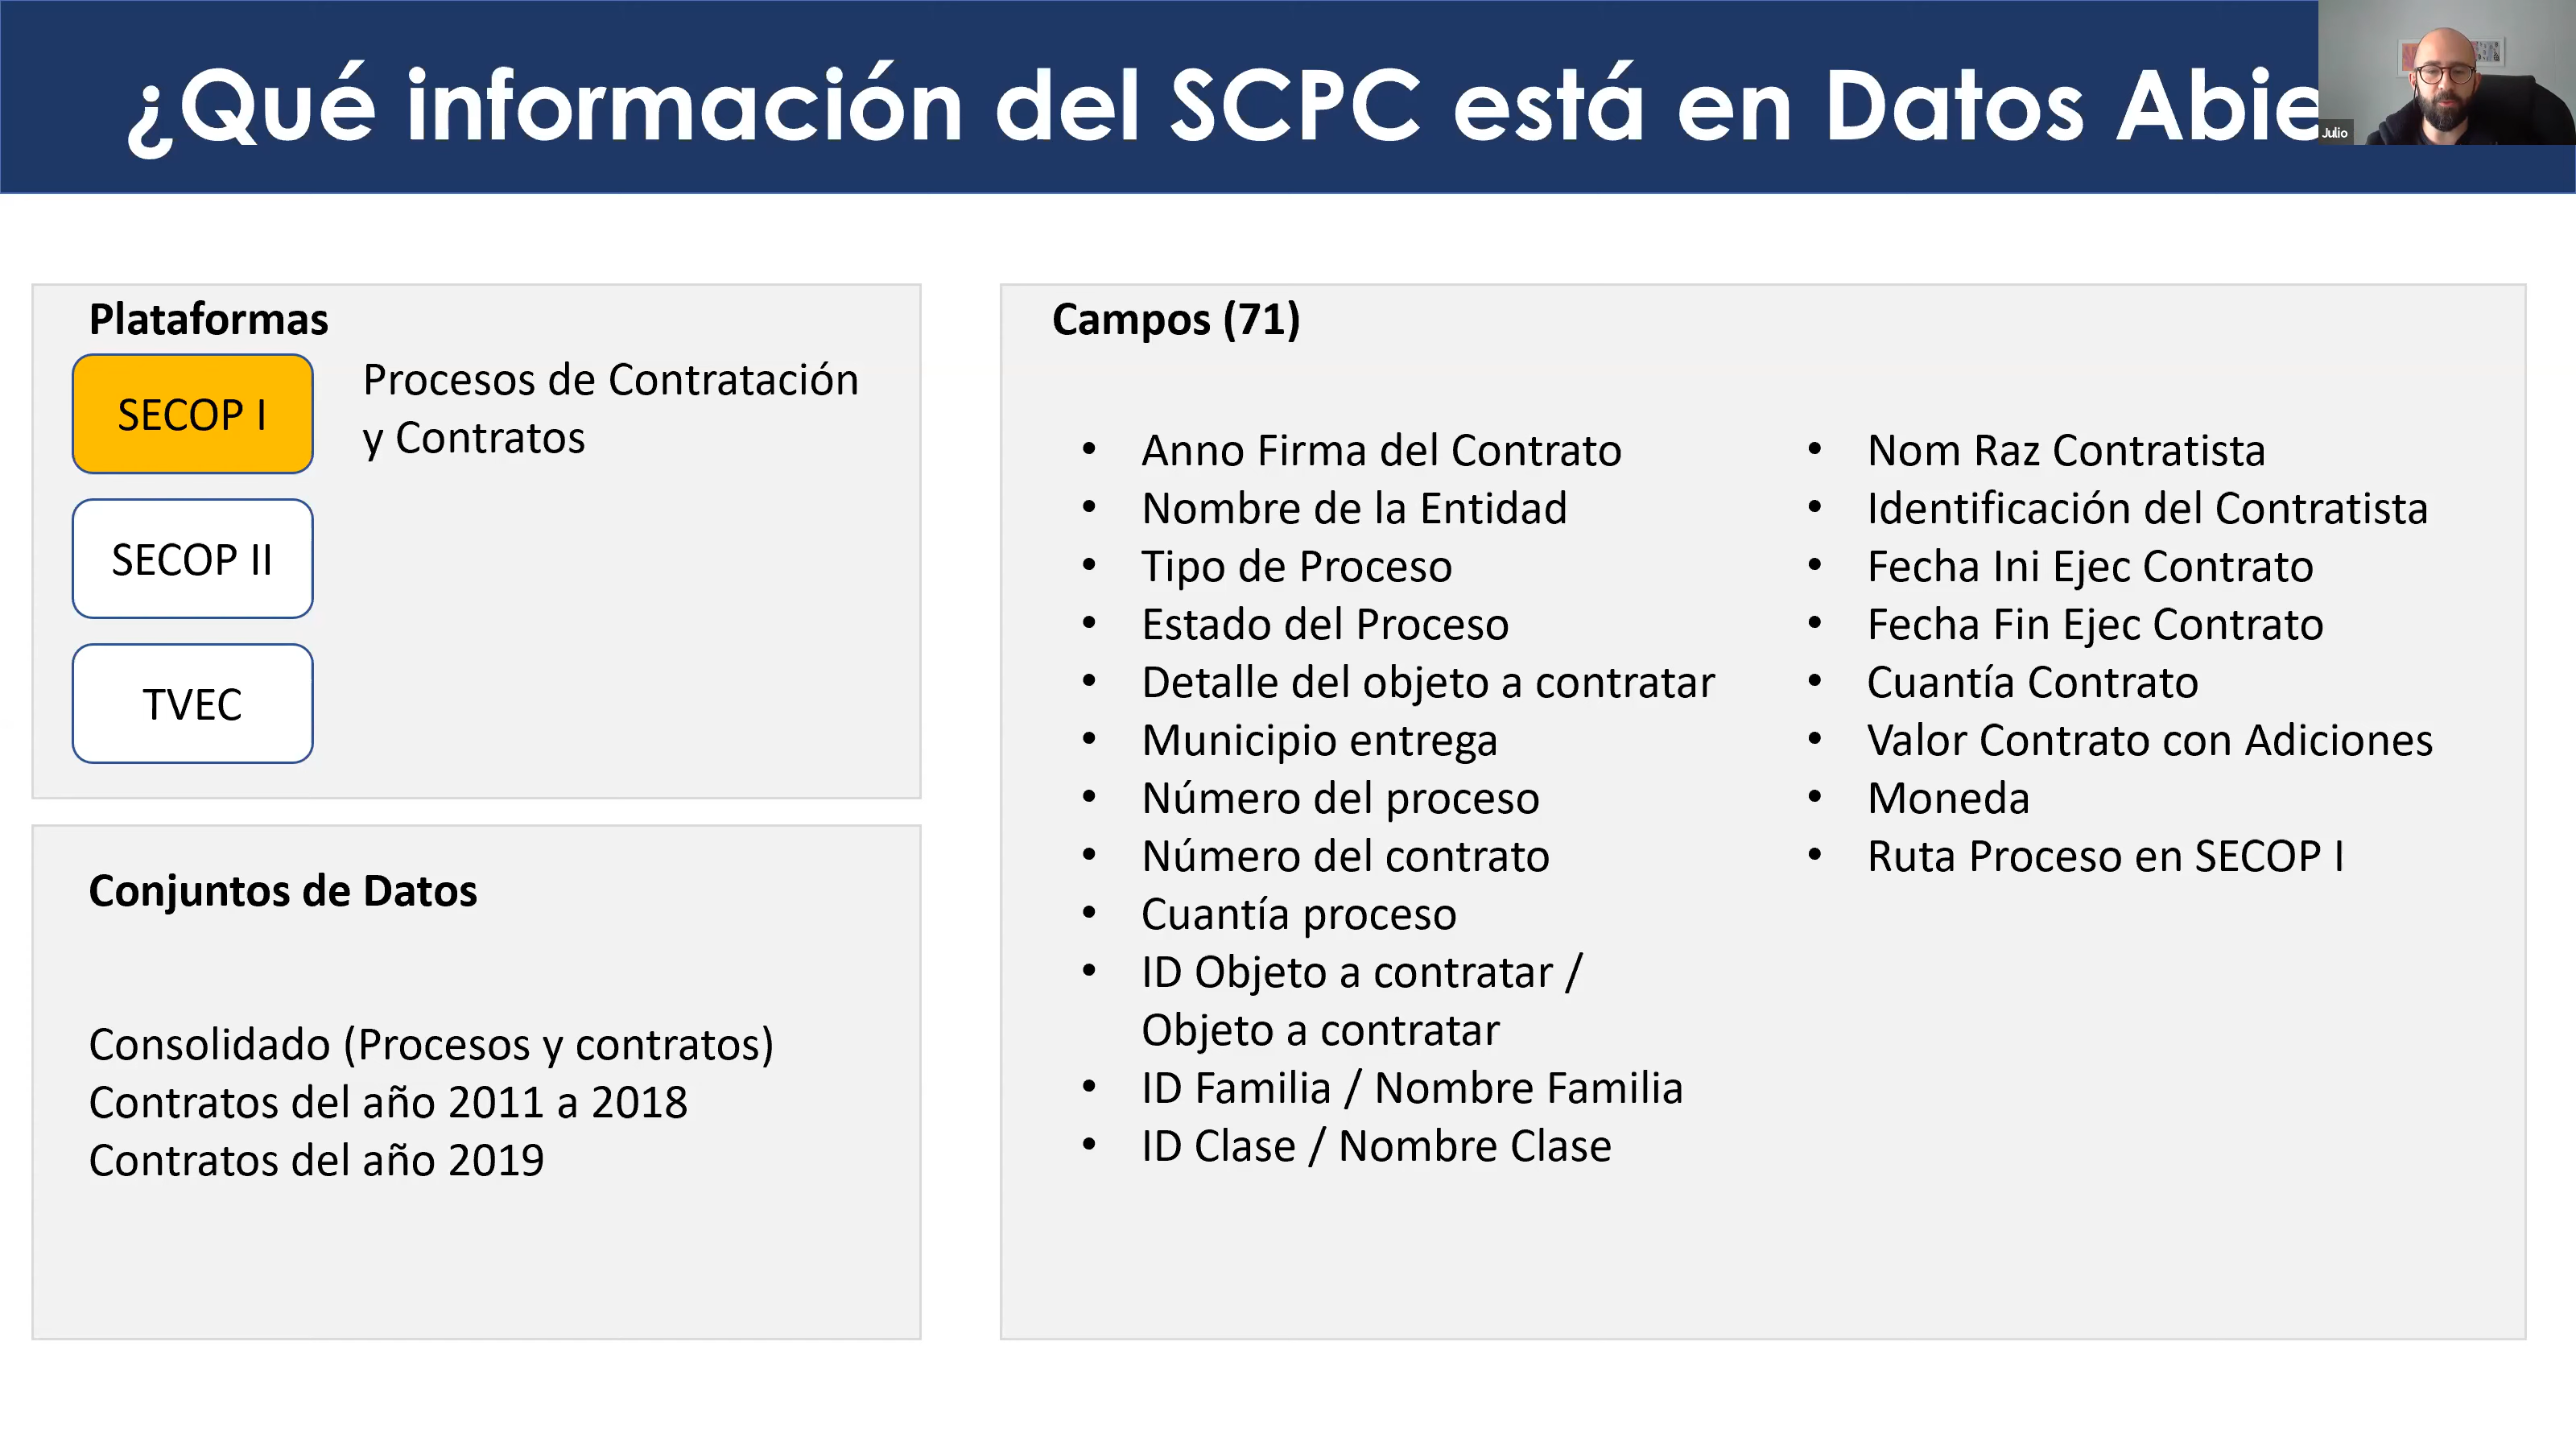 ¿Qué información del SCPC está en Datos Abie
Julio
Plataformas
SECOP I
Procesos de Contratación
y Contratos
SECOP II
TVEC
Conjuntos de Datos
Consolidado (Procesos y contratos)
Contratos del año 2011 a 2018
Contratos del año 2019
Campos (71)
• Anno Firma del Contrato
• Nombre de la Entidad
• Tipo de Proceso
• Estado del Proceso
• Detalle del objeto a contratar
• Municipio entrega
• Número del proceso
• Número del contrato
• Cuantía proceso
• ID Objeto a contratar /
Objeto a contratar
• ID Familia / Nombre Familia
• ID Clase / Nombre Clase
• Nom Raz Contratista
• Identificación del Contratista
• Fecha Ini Ejec Contrato
• Fecha Fin Ejec Contrato
• Cuantía Contrato
• Valor Contrato con Adiciones
• Moneda
• Ruta Proceso en SECOP I